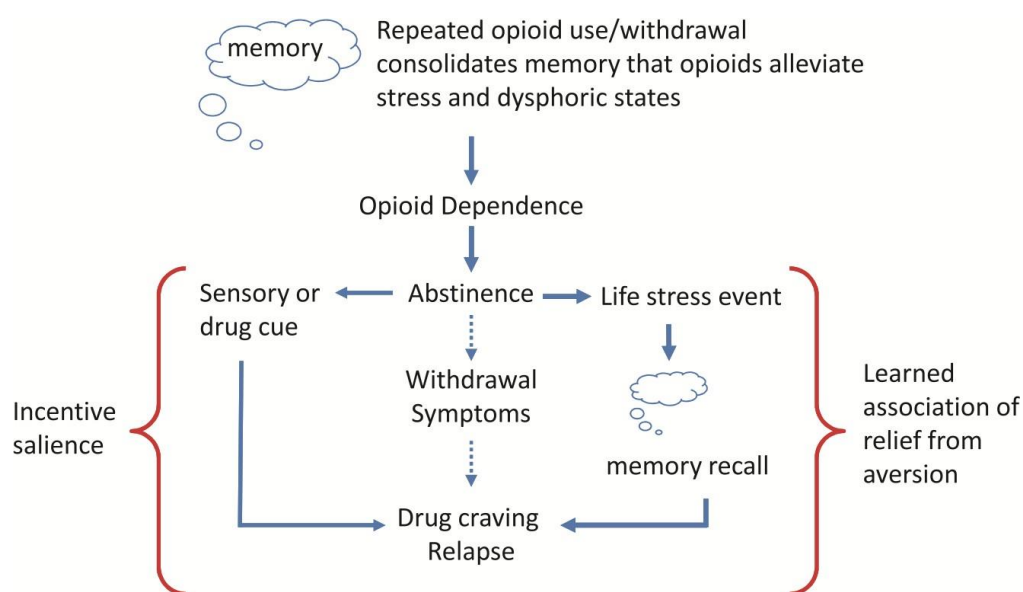 memory
Repeated opioid use/withdrawal
consolidates memory that opioids alleviate
stress and dysphoric states
Opioid Dependence
Sensory or
drug cue
Abstinence
Life stress event
Withdrawal
Symptoms
Incentive
salience
Learned
association of
relief from
aversion
memory recall
Drug craving
Relapse